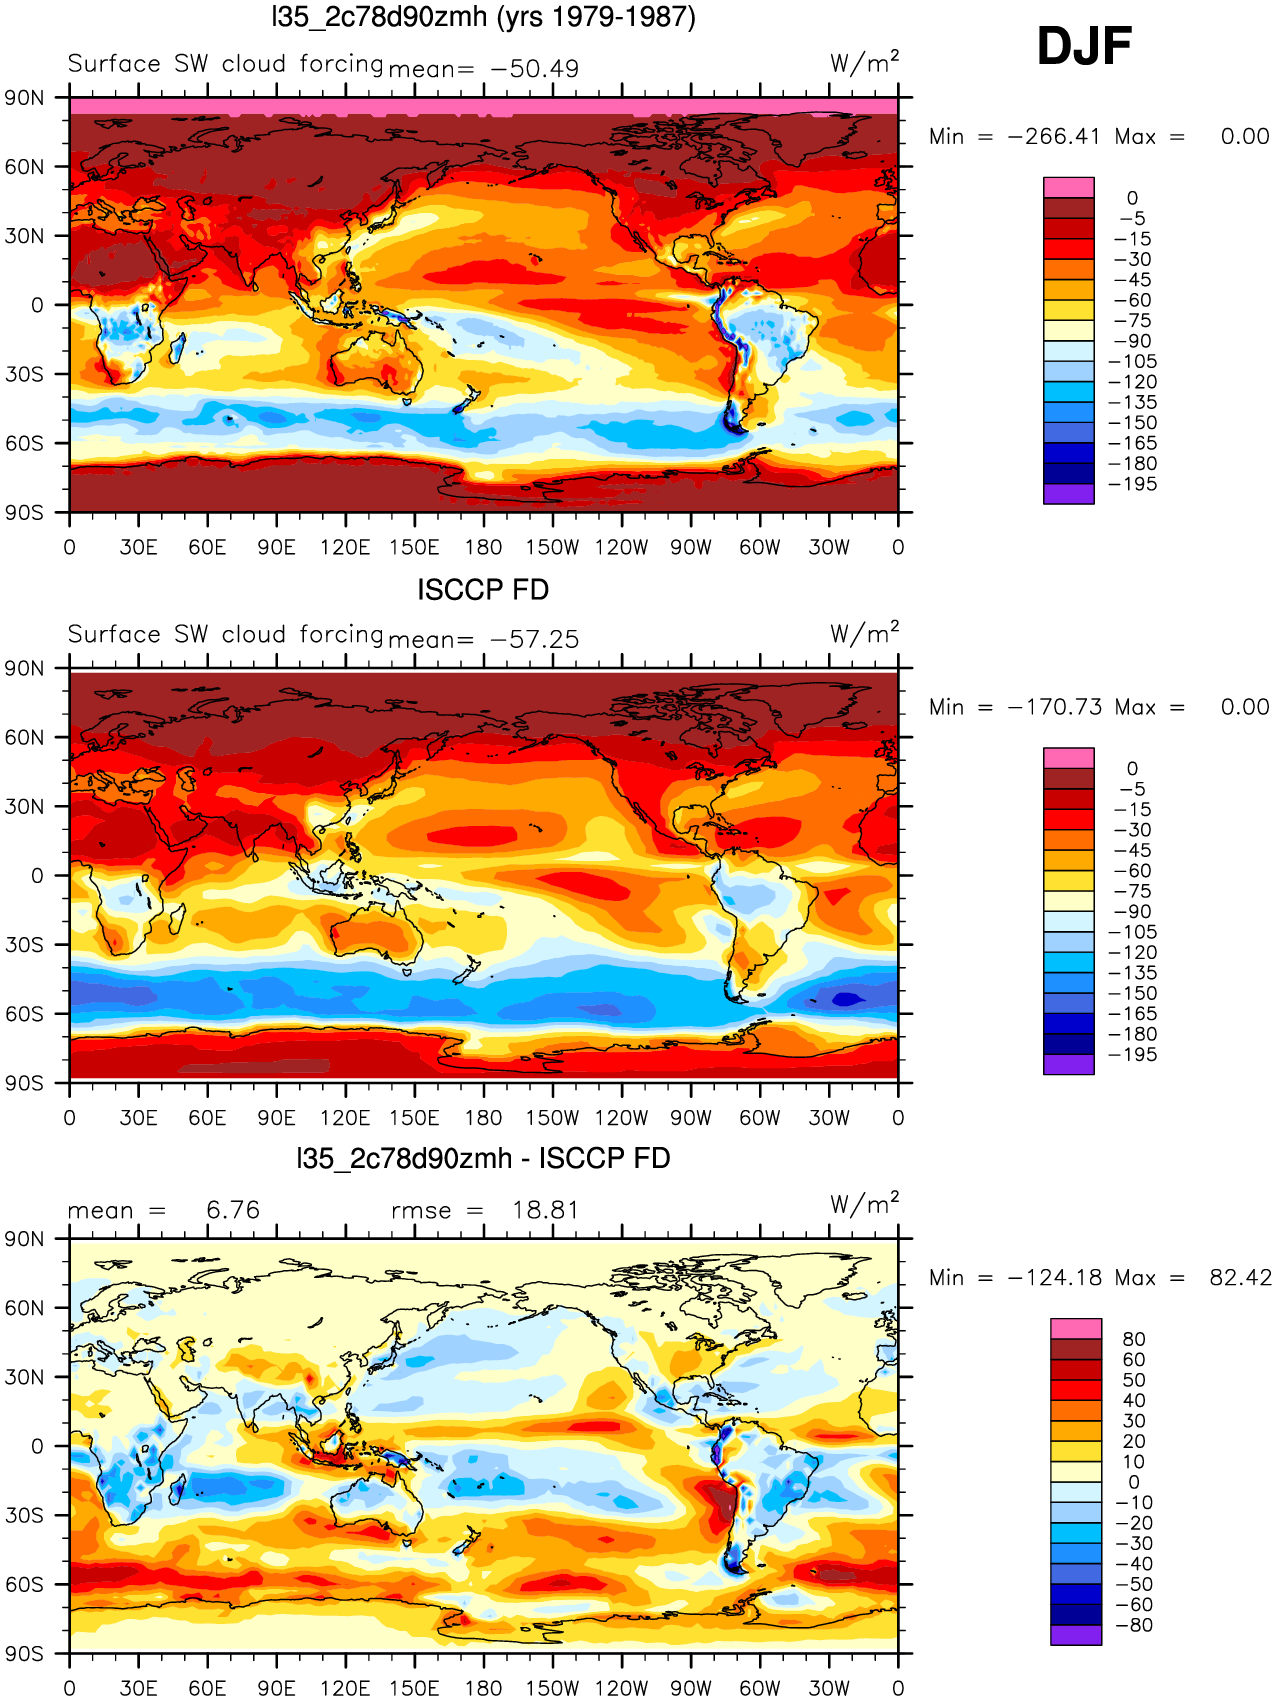 l35_2c78d90zmh (yrs 1979-1987)
DJF
Surface SW cloud forcing mean= −50.49 W/m²
Min = −266.41 Max = 0.00
90N
60N
30N
0
30S
60S
90S
0 30E 60E 90E 120E 150E 180 150W 120W 90W 60W 30W 0
0
−5
−15
−30
−45
−60
−75
−90
−105
−120
−135
−150
−165
−180
−195
ISCCP FD
Surface SW cloud forcing mean= −57.25 W/m²
Min = −170.73 Max = 0.00
90N
60N
30N
0
30S
60S
90S
0 30E 60E 90E 120E 150E 180 150W 120W 90W 60W 30W 0
0
−5
−15
−30
−45
−60
−75
−90
−105
−120
−135
−150
−165
−180
−195
l35_2c78d90zmh - ISCCP FD
mean = 6.76 rmse = 18.81 W/m²
Min = −124.18 Max = 82.42
90N
60N
30N
0
30S
60S
90S
0 30E 60E 90E 120E 150E 180 150W 120W 90W 60W 30W 0
80
60
50
40
30
20
10
0
−10
−20
−30
−40
−50
−60
−80